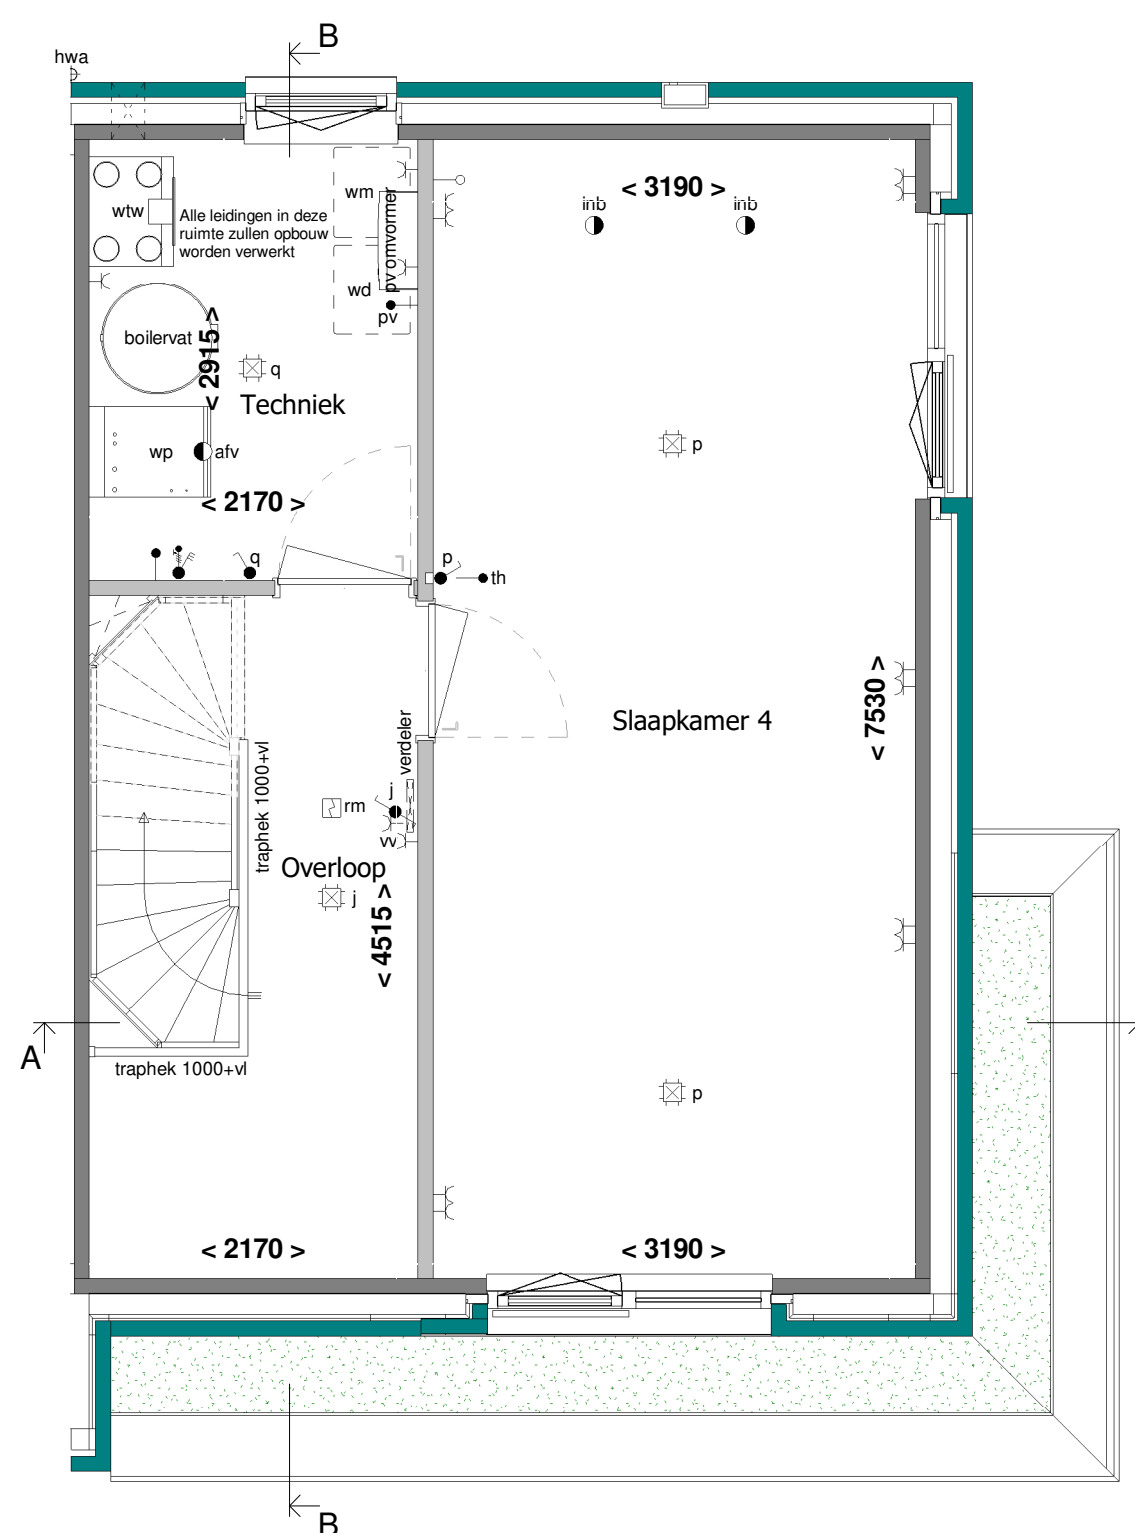 B
hwa
< 3190 >
wm
inb
inb
wtw
Alle leidingen in deze
ruimte zullen opbouw
worden verwerkt
pv omvormer
wd
pv
boilervat
< 2915 >
q
Techniek
p
wp
afv
< 2170 >
q
p
th
< 7530 >
Slaapkamer 4
verdeler
traphek 1000+vl
j
rm
vv
Overloop
j
< 4515 >
A
traphek 1000+vl
p
< 2170 >
< 3190 >
B